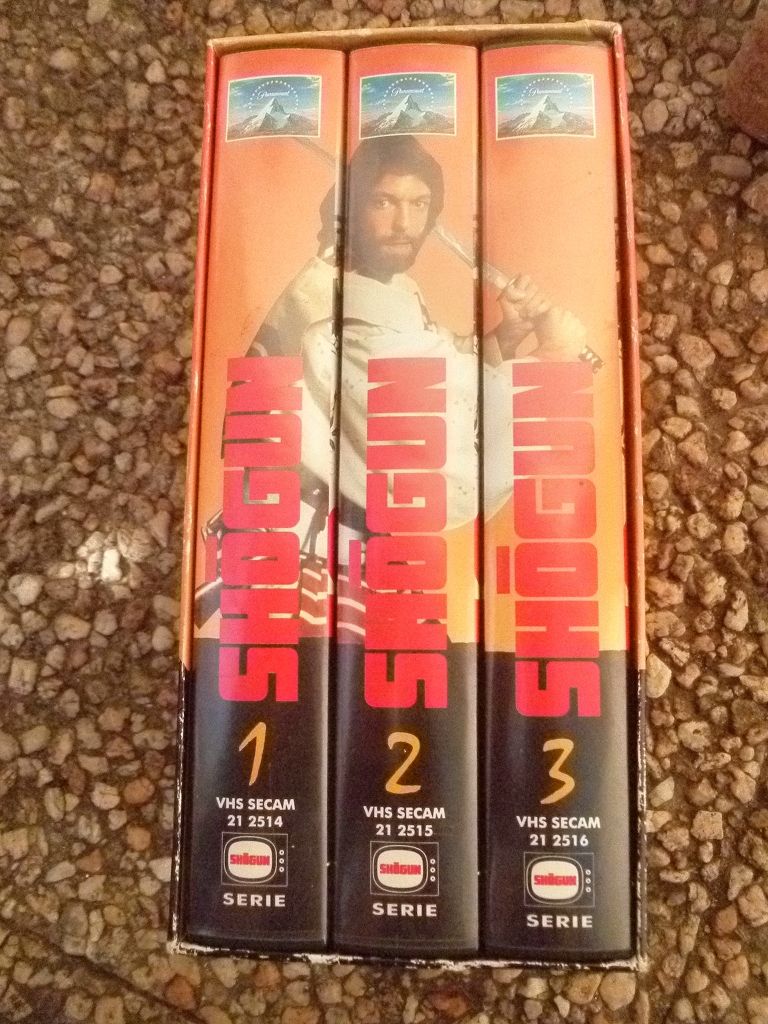 Paramount
SHŌGUN
1
VHS SECAM
21 2514
SHŌGUN
SERIE
Paramount
SHŌGUN
2
VHS SECAM
21 2515
SHŌGUN
SERIE
Paramount
SHŌGUN
3
VHS SECAM
21 2516
SHŌGUN
SERIE